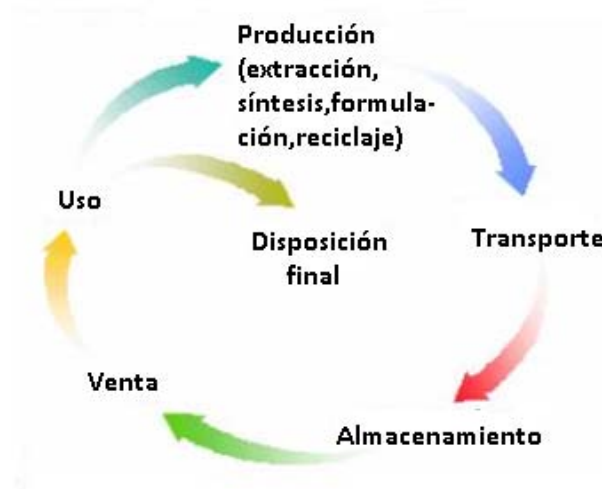 Producción
(extracción,
síntesis,formula-
ción,reciclaje)
Uso
Disposición
final
Transporte
Venta
Almacenamiento